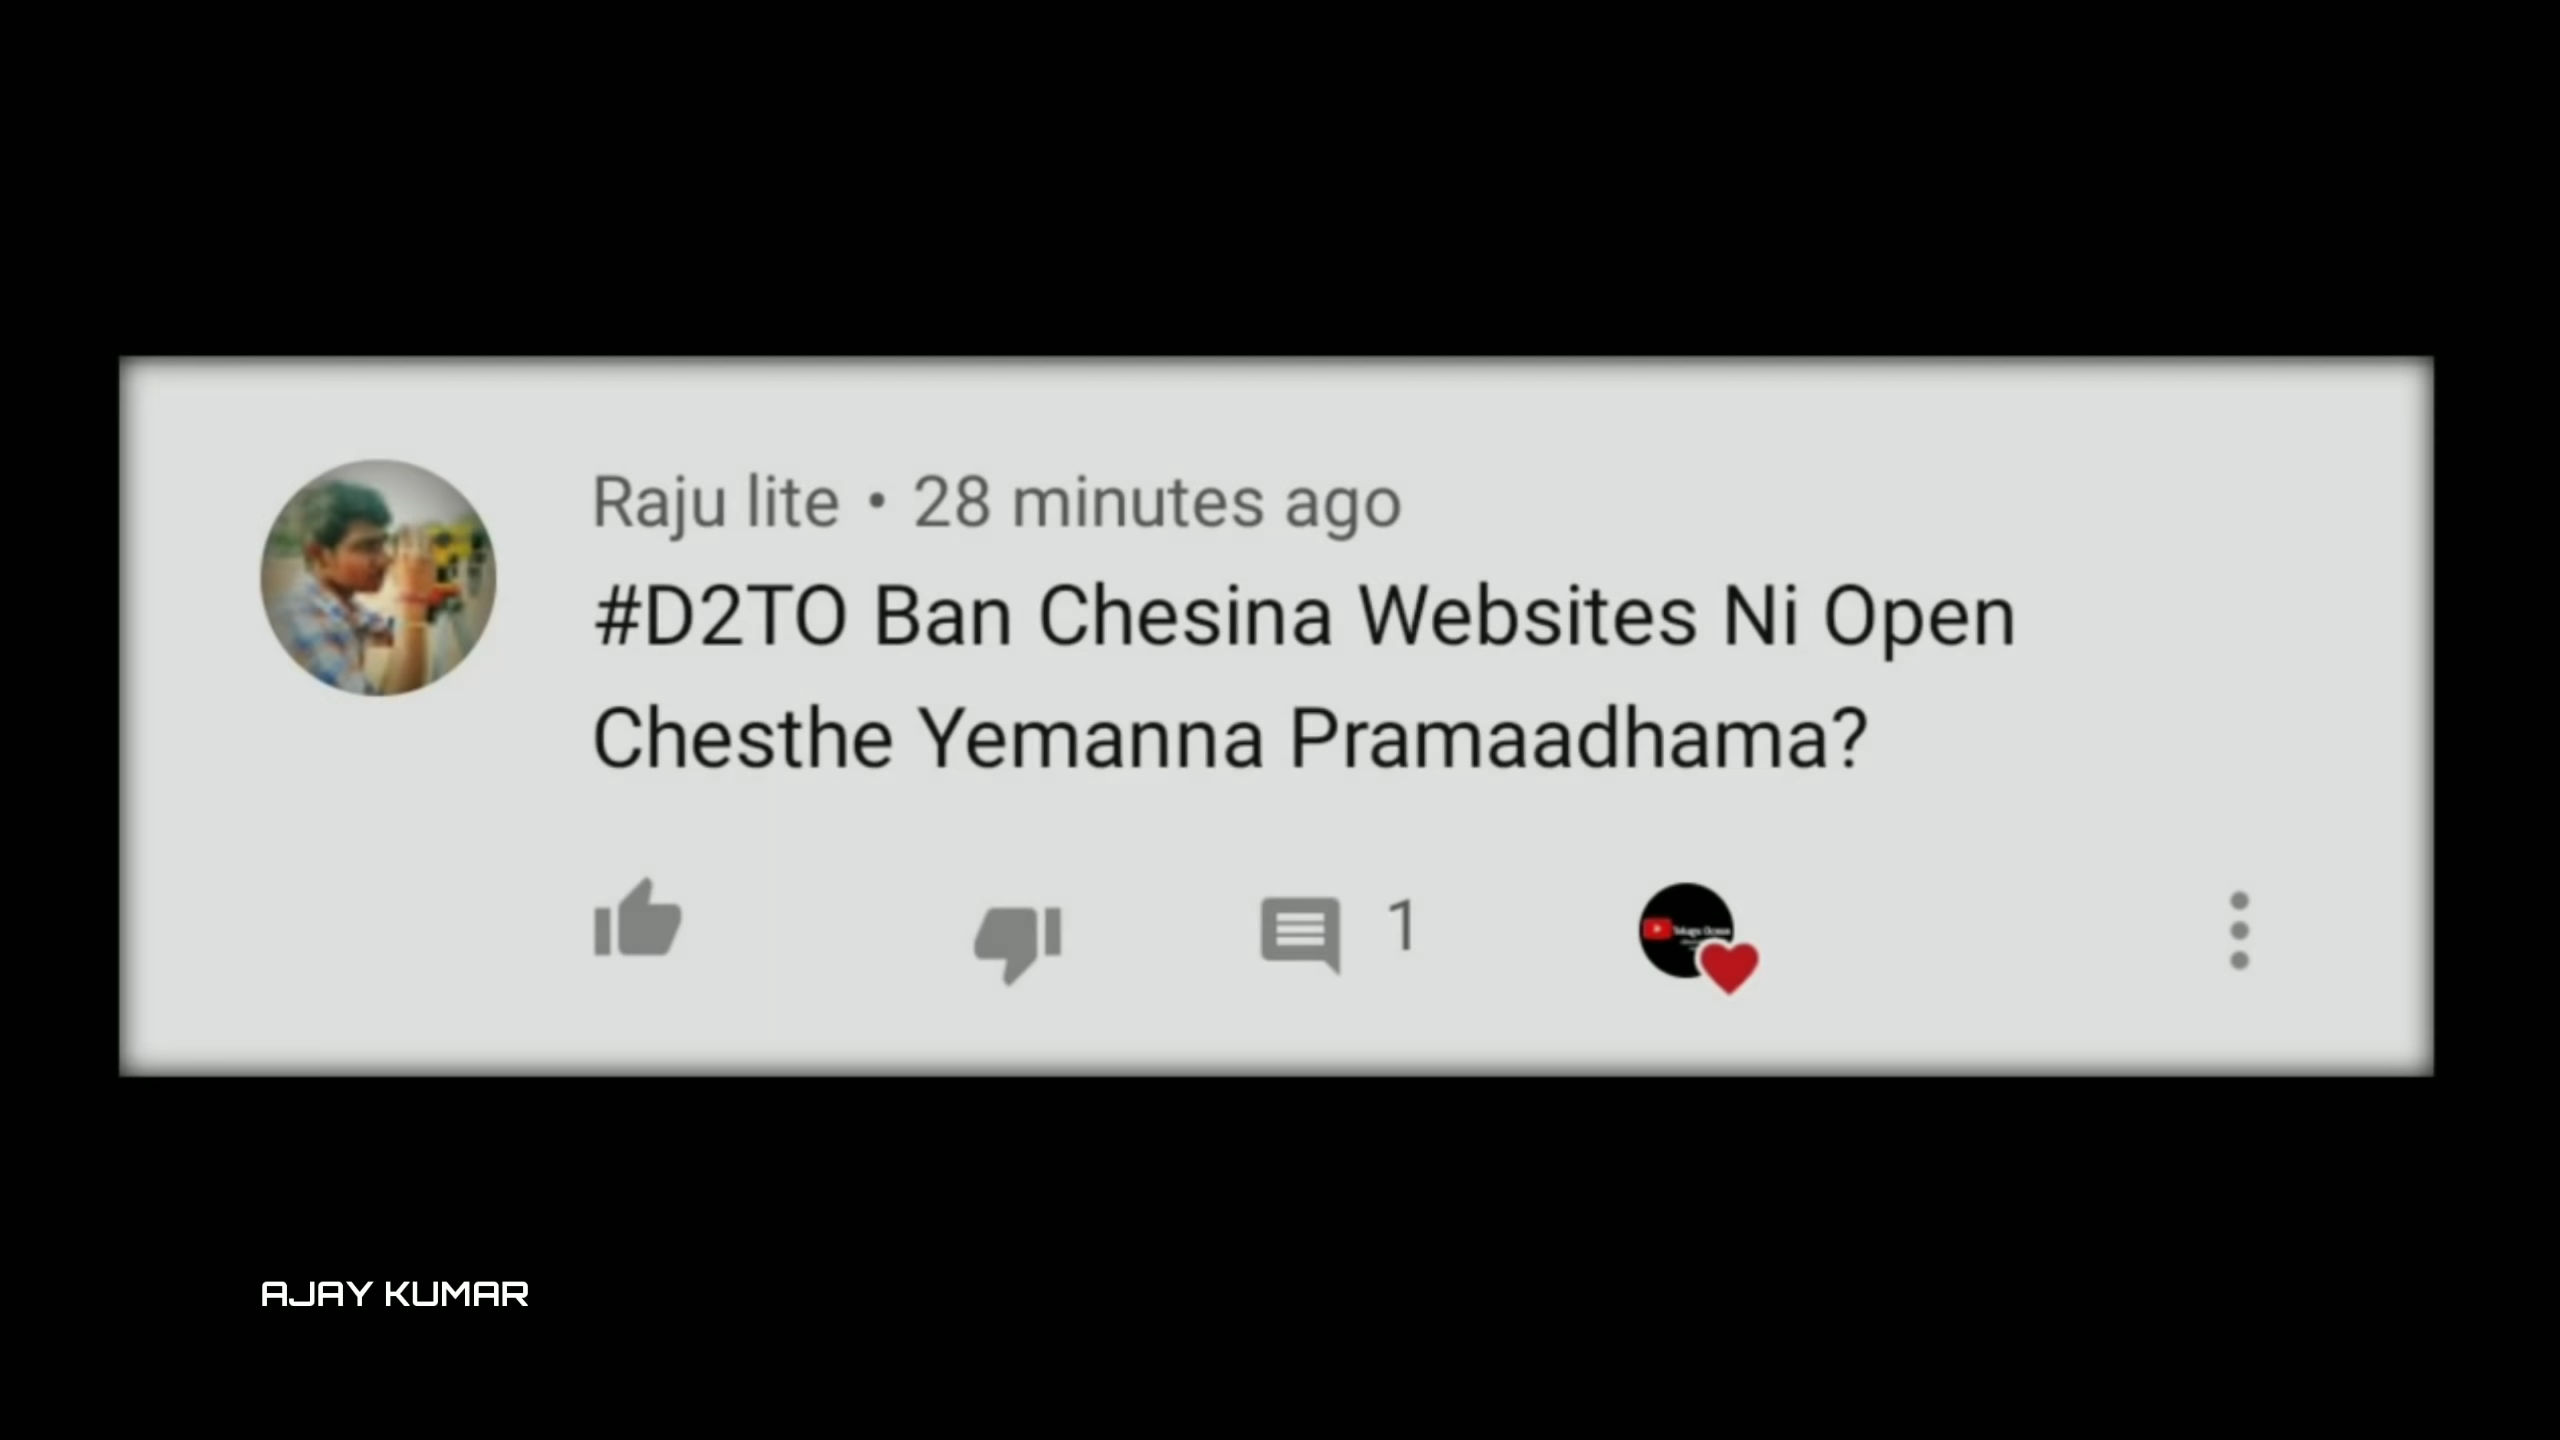 Raju lite • 28 minutes ago
#D2TO Ban Chesina Websites Ni Open
Chesthe Yemanna Pramaadhama?
1
AJAY KUMAR